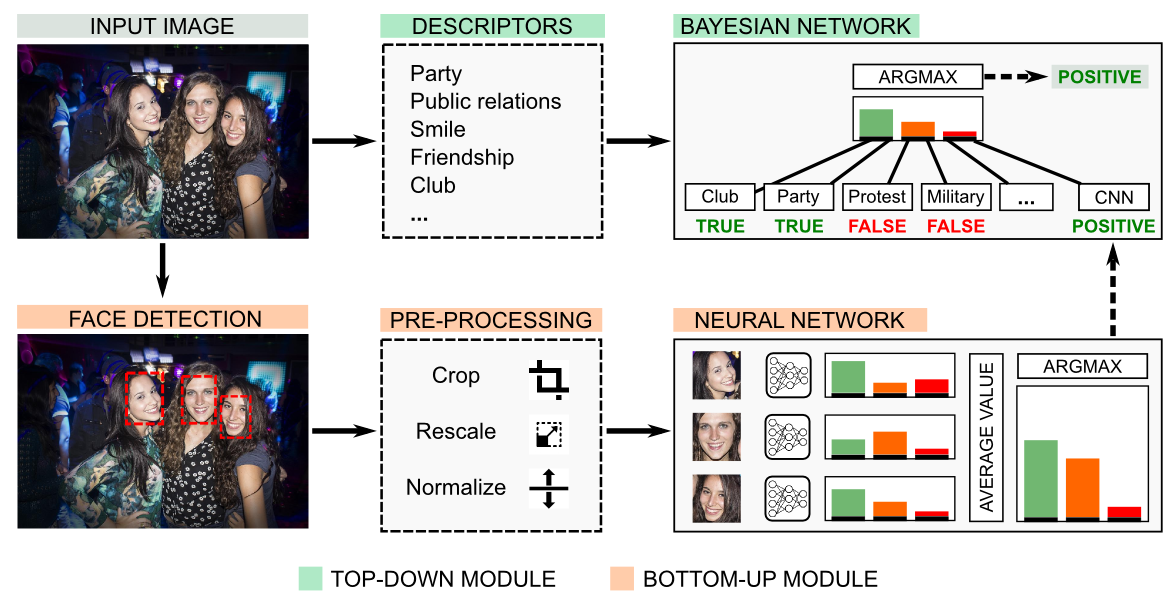 INPUT IMAGE
DESCRIPTORS
Party
Public relations
Smile
Friendship
Club
...
BAYESIAN NETWORK
ARGMAX
POSITIVE
Club
Party
Protest
Military
...
CNN
TRUE
TRUE
FALSE
FALSE
POSITIVE
FACE DETECTION
PRE-PROCESSING
Crop
Rescale
Normalize
NEURAL NETWORK
AVERAGE VALUE
ARGMAX
TOP-DOWN MODULE
BOTTOM-UP MODULE